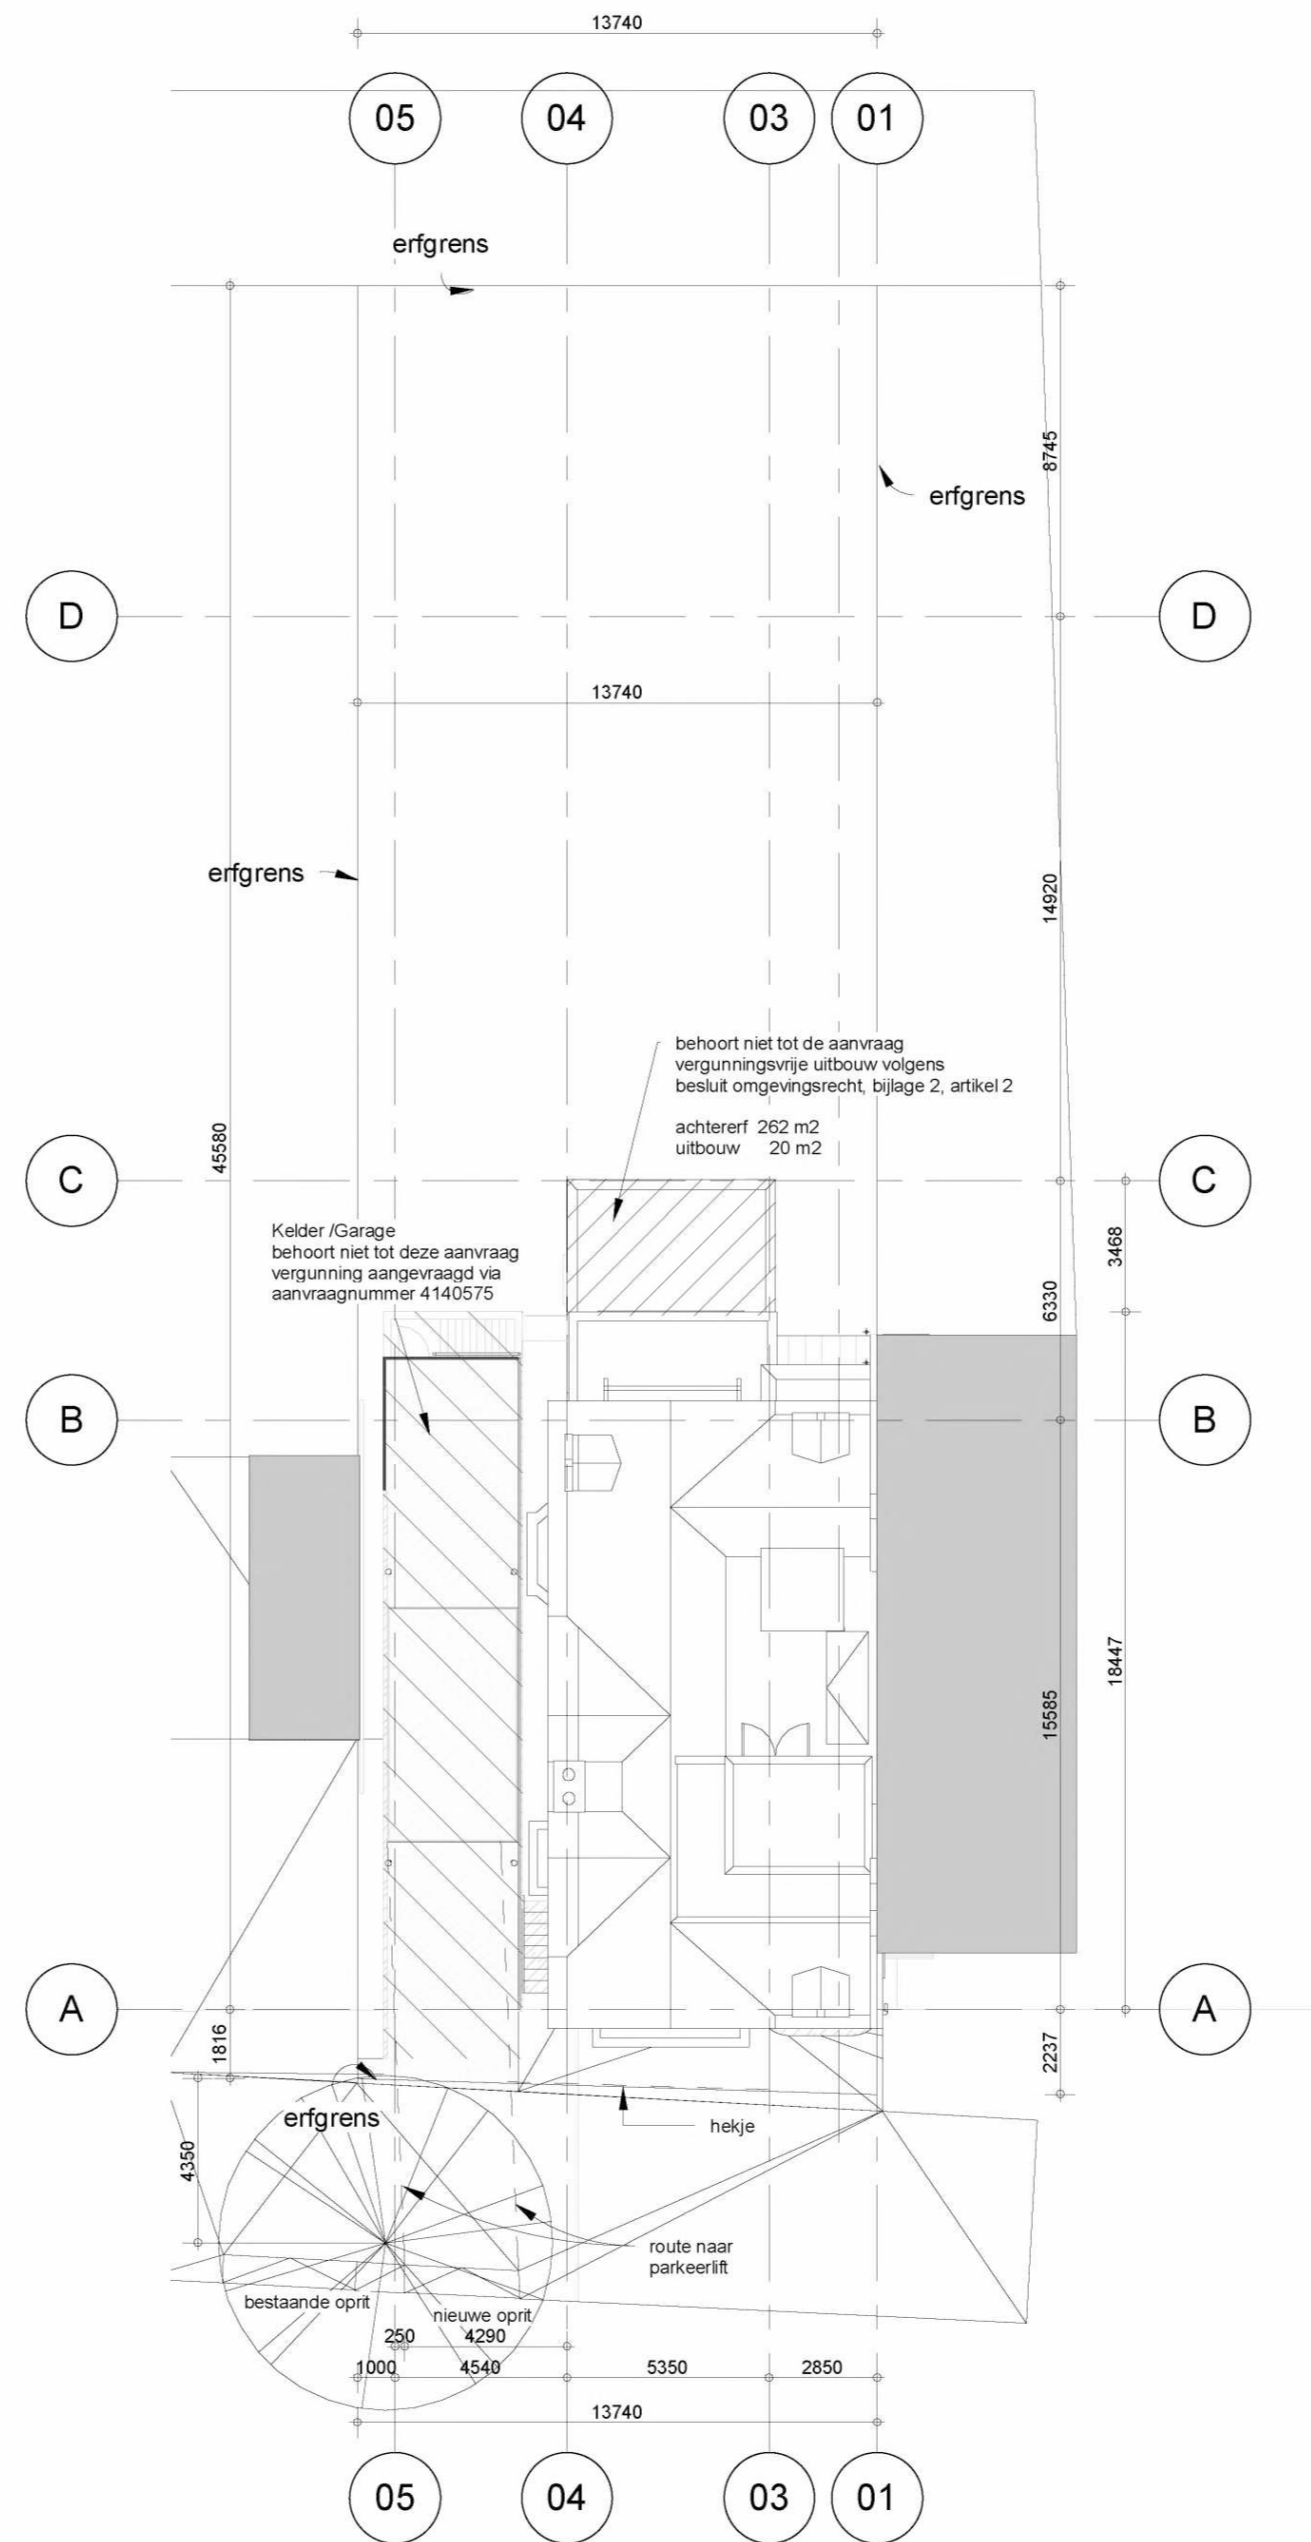 13740
05 04 03 01
erfgrens
8745
erfgrens
D D
13740
erfgrens
14920
behoort niet tot de aanvraag
vergunningsvrije uitbouw volgens
besluit omgevingsrecht, bijlage 2, artikel 2
achtererf 262 m2
uitbouw 20 m2
45580
C C
Kelder /Garage
behoort niet tot deze aanvraag
vergunning aangevraagd via
aanvraagnummer 4140575
3468
6330
B B
18447
15585
A A
1816
2237
erfgrens
hekje
4350
route naar
parkeerlift
bestaande oprit
nieuwe oprit
250 4290
1000 4540 5350 2850
13740
05 04 03 01